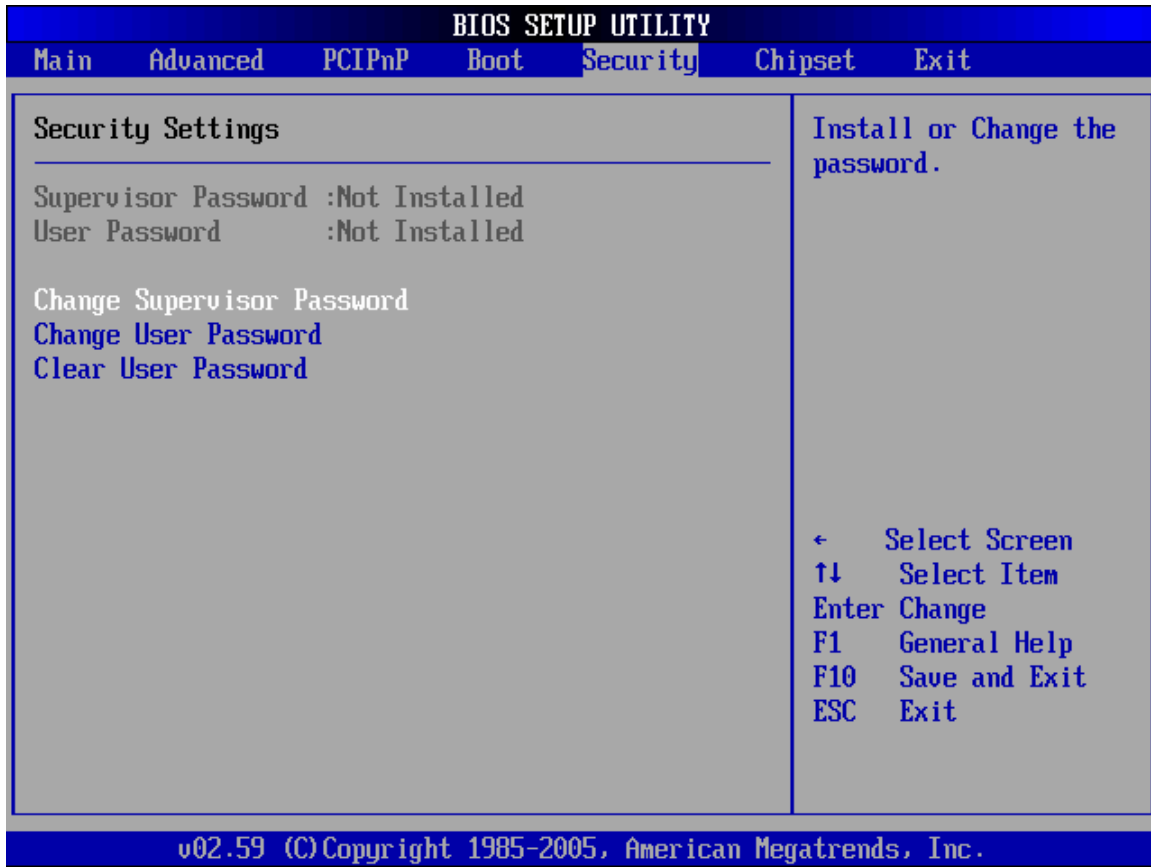 BIOS SETUP UTILITY
Main Advanced PCIPnP Boot Security Chipset Exit
Security Settings
Supervisor Password :Not Installed
User Password :Not Installed
Change Supervisor Password
Change User Password
Clear User Password
Install or Change the
password.
← Select Screen
↑↓ Select Item
Enter Change
F1 General Help
F10 Save and Exit
ESC Exit
v02.59 (C)Copyright 1985-2005, American Megatrends, Inc.